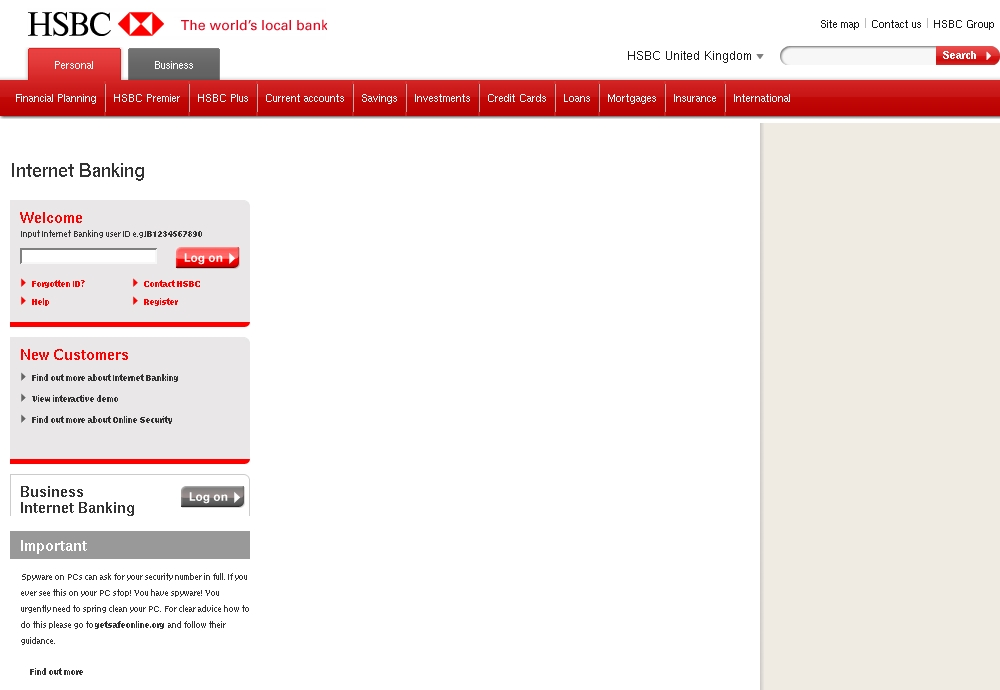 HSBC The world's local bank
Site map Contact us HSBC Group
HSBC United Kingdom Search
Personal Business
Financial Planning HSBC Premier HSBC Plus Current accounts Savings Investments Credit Cards Loans Mortgages Insurance International
Internet Banking
Welcome
Input Internet Banking user ID e.g.IB1234567890
Log on
Forgotten ID? Contact HSBC
Help Register
New Customers
Find out more about Internet Banking
View interactive demo
Find out more about Online Security
Business
Internet Banking
Log on
Important
Spyware on PCs can ask for your security number in full. If you
ever see this on your PC stop! You have spyware! You
urgently need to spring clean your PC. For clear advice how to
do this please go to getsafeonline.org and follow their
guidance.
Find out more